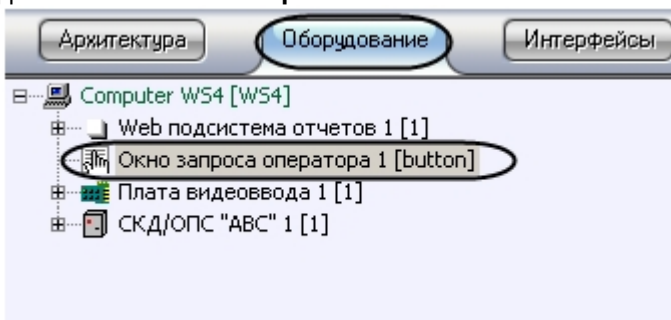 Архитектура Оборудование Интерфейсы
Computer WS4 [WS4]
Web подсистема отчетов 1 [1]
Окно запроса оператора 1 [button]
Плата видеоввода 1 [1]
СКД/ОПС "ABC" 1 [1]